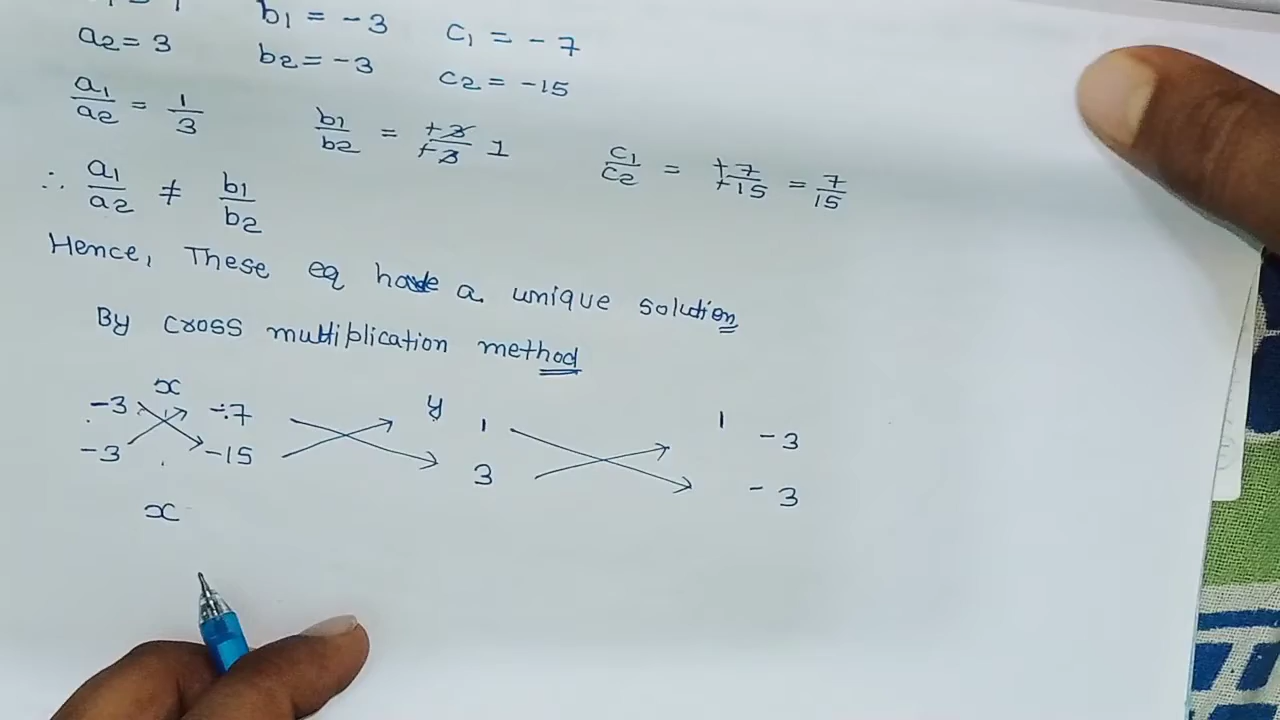 b1 = -3 c1 = -7
a2 = 3 b2 = -3 c2 = -15
a1/a2 = 1/3 b1/b2 = +3/+3 1 c1/c2 = +7/+15 = 7/15
∴ a1/a2 ≠ b1/b2
Hence, These eq have a unique solution
By cross multiplication method
x y 1
-3 -7 1 -3
-3 -15 3 -3
x